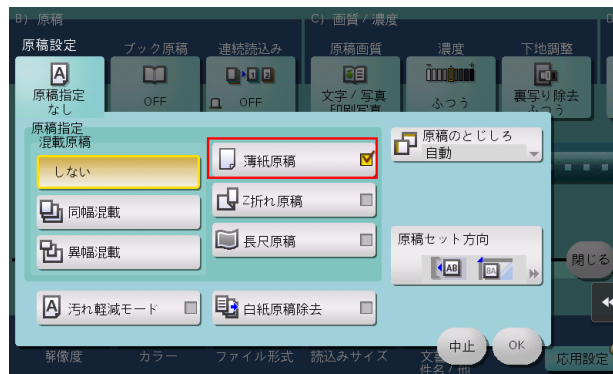 B) 原稿
C) 画質 / 濃度
原稿設定
ブック原稿
連続読込み
原稿画質
濃度
下地調整
原稿指定
なし
OFF
OFF
文字 / 写真
印刷写真
ふつう
裏写り除去
ふつう
原稿指定
混載原稿
しない
同幅混載
異幅混載
薄紙原稿
Z折れ原稿
長尺原稿
原稿のとじしろ
自動
原稿セット方向
AB
BA
汚れ軽減モード
白紙原稿除去
閉じる
中止
OK
解像度
カラー
ファイル形式
読込みサイズ
件名 / 他
応用設定